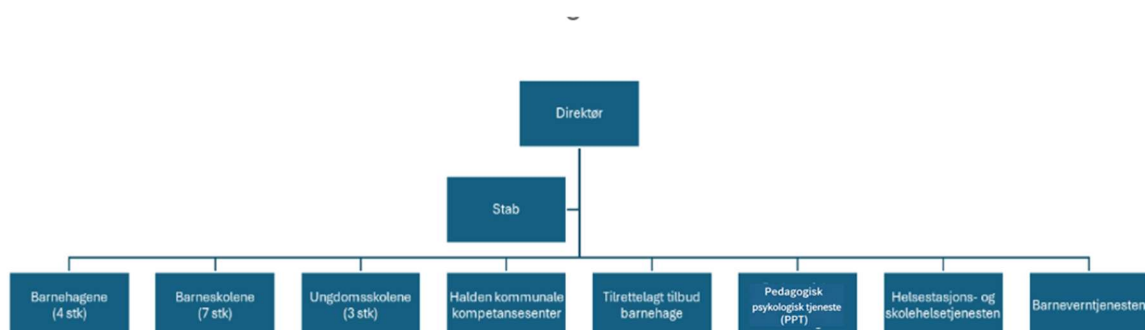 Direktør
Stab
Barnehagene
(4 stk)
Barneskolene
(7 stk)
Ungdomsskolene
(3 stk)
Halden kommunale
kompetansesenter
Tilrettelagt tilbud
barnehage
Pedagogisk
psykologisk tjeneste
(PPT)
Helsestasjons- og
skolehelsetjenesten
Barneverntjenesten